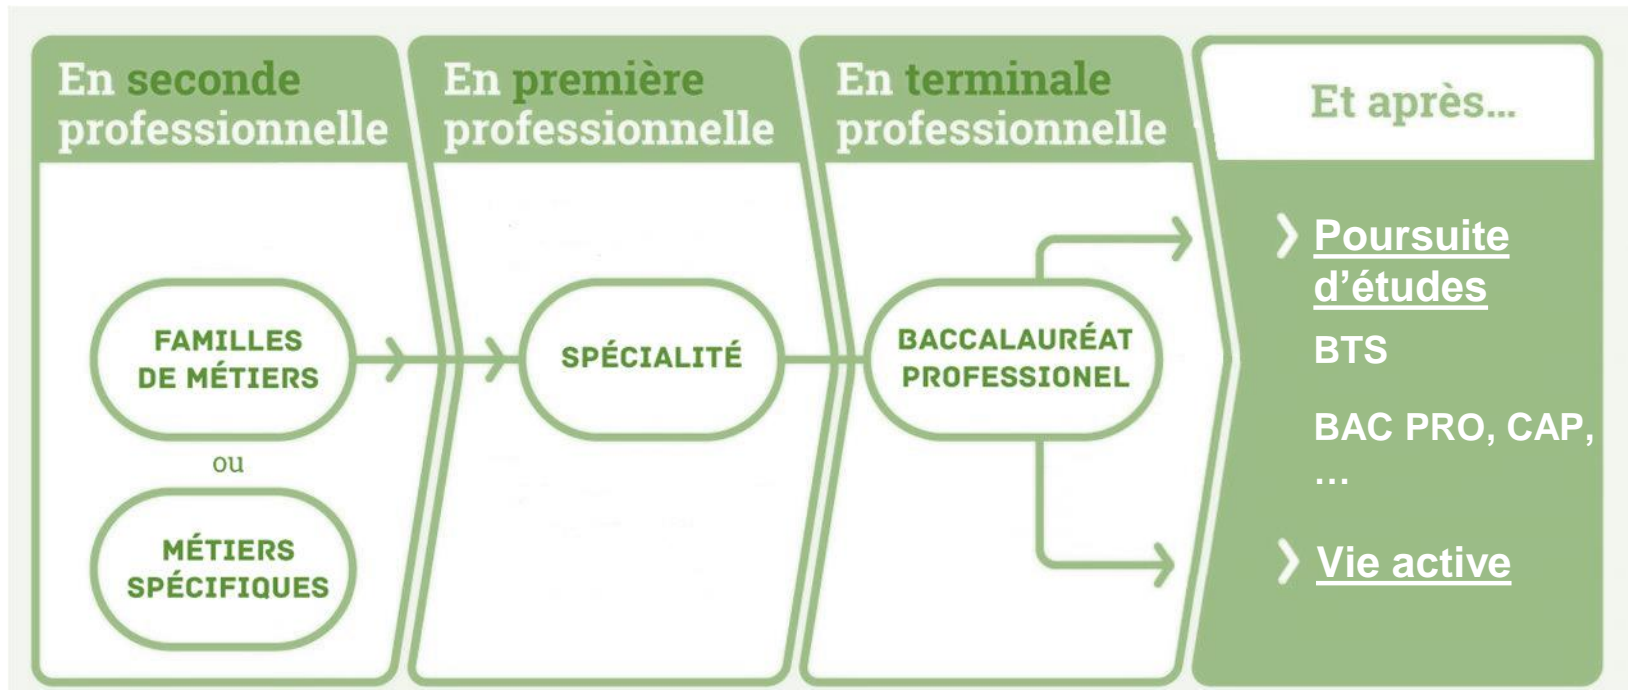 En seconde
professionnelle
FAMILLES
DE MÉTIERS
ou
MÉTIERS
SPÉCIFIQUES
En première
professionnelle
SPÉCIALITÉ
En terminale
professionnelle
BACCALAURÉAT
PROFESSIONEL
Et après...
Poursuite
d’études
BTS
BAC PRO, CAP,
…
Vie active